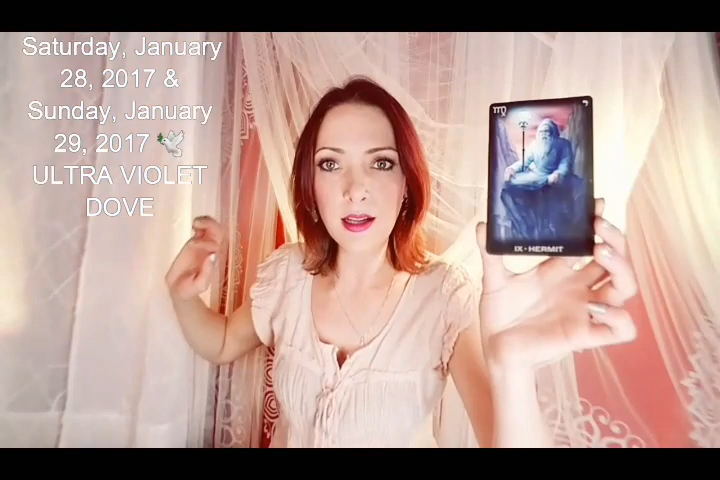 Saturday, January
28, 2017 &
Sunday, January
29, 2017 🕊️
ULTRA VIOLET
DOVE
IX · HERMIT